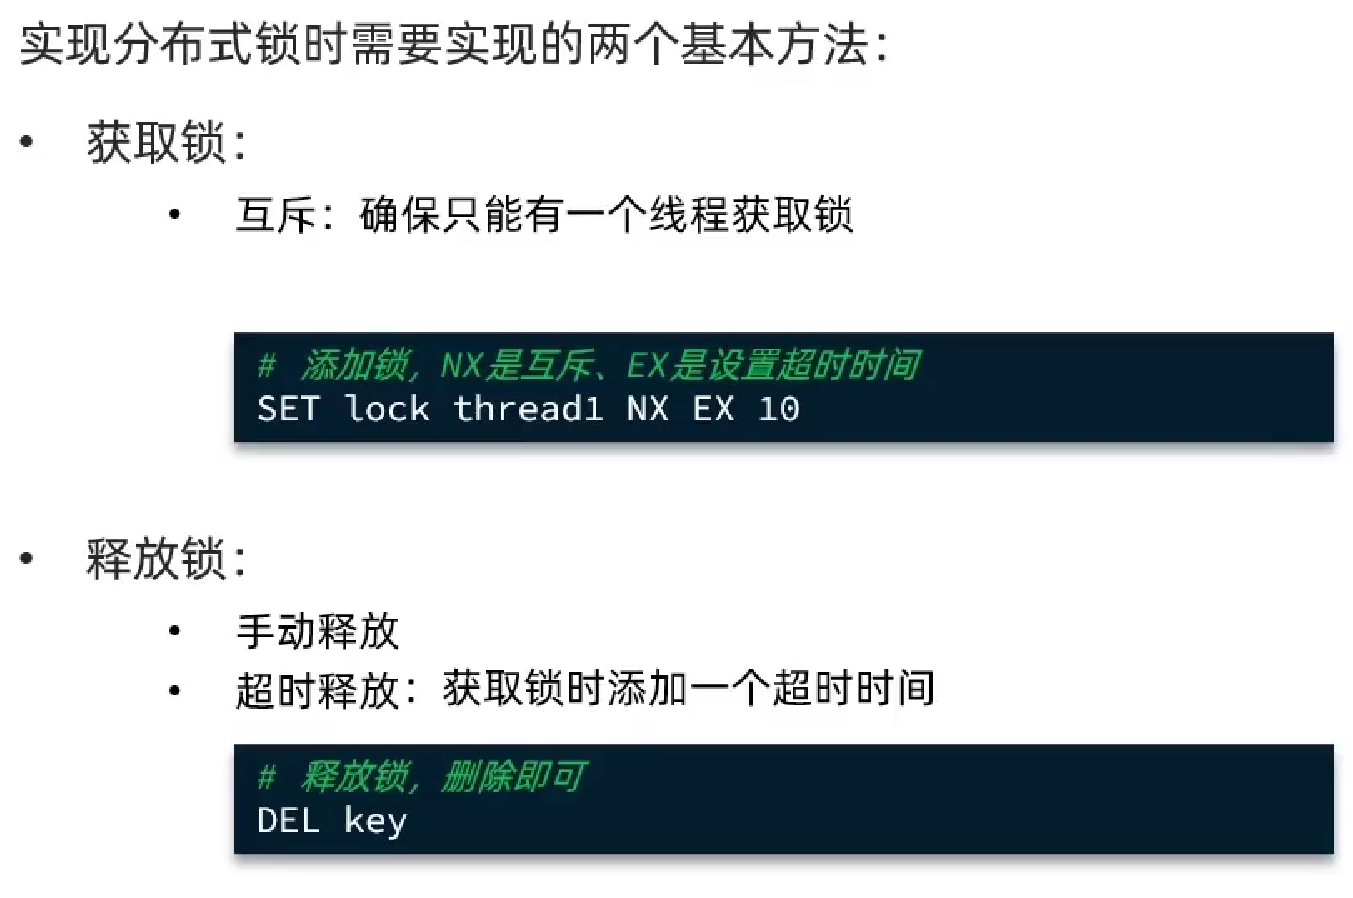 实现分布式锁时需要实现的两个基本方法：
• 获取锁：
• 互斥：确保只能有一个线程获取锁
# 添加锁，NX是互斥、EX是设置超时时间
SET lock thread1 NX EX 10
• 释放锁：
• 手动释放
• 超时释放：获取锁时添加一个超时时间
# 释放锁，删除即可
DEL key